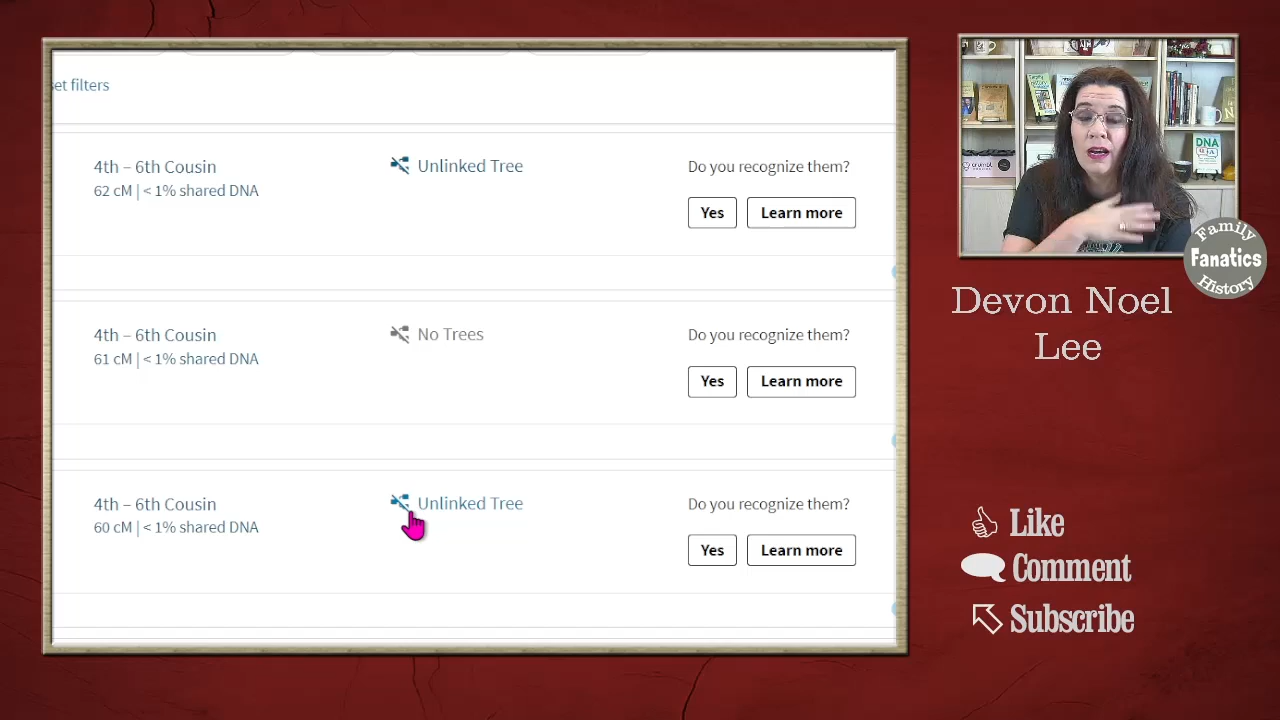 et filters
4th – 6th Cousin
62 cM | < 1% shared DNA
Unlinked Tree
Do you recognize them?
Yes
Learn more
4th – 6th Cousin
61 cM | < 1% shared DNA
No Trees
Do you recognize them?
Yes
Learn more
4th – 6th Cousin
60 cM | < 1% shared DNA
Unlinked Tree
Do you recognize them?
Yes
Learn more
DNA
Family
Fanatics
History
Devon Noel
Lee
Like
Comment
Subscribe